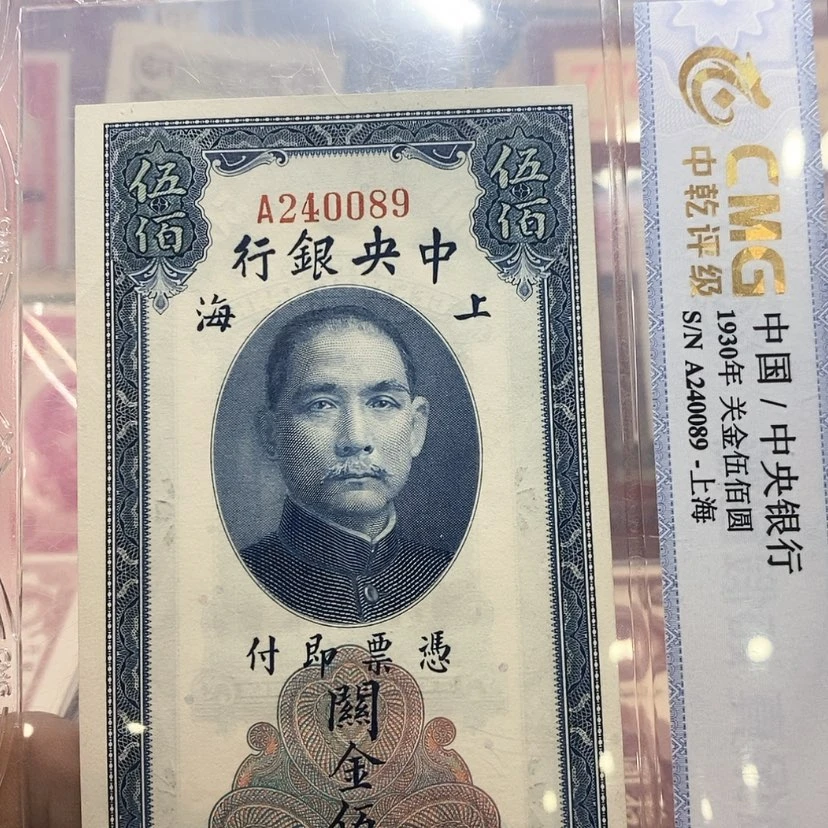 伍佰
伍佰
A240089
中央銀行
上海
憑票即付
關金伍
CMG
中乾评级
中国 / 中央银行
1930年 关金伍佰圆
S/N A240089 - 上海